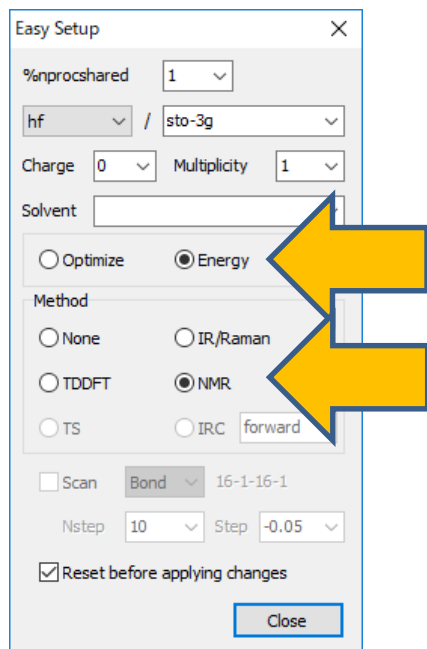 Easy Setup
%nprocshared 1
hf / sto-3g
Charge 0 Multiplicity 1
Solvent
Optimize Energy
Method
None IR/Raman
TDDFT NMR
TS IRC forward
Scan Bond 16-1-16-1
Nstep 10 Step -0.05
Reset before applying changes
Close